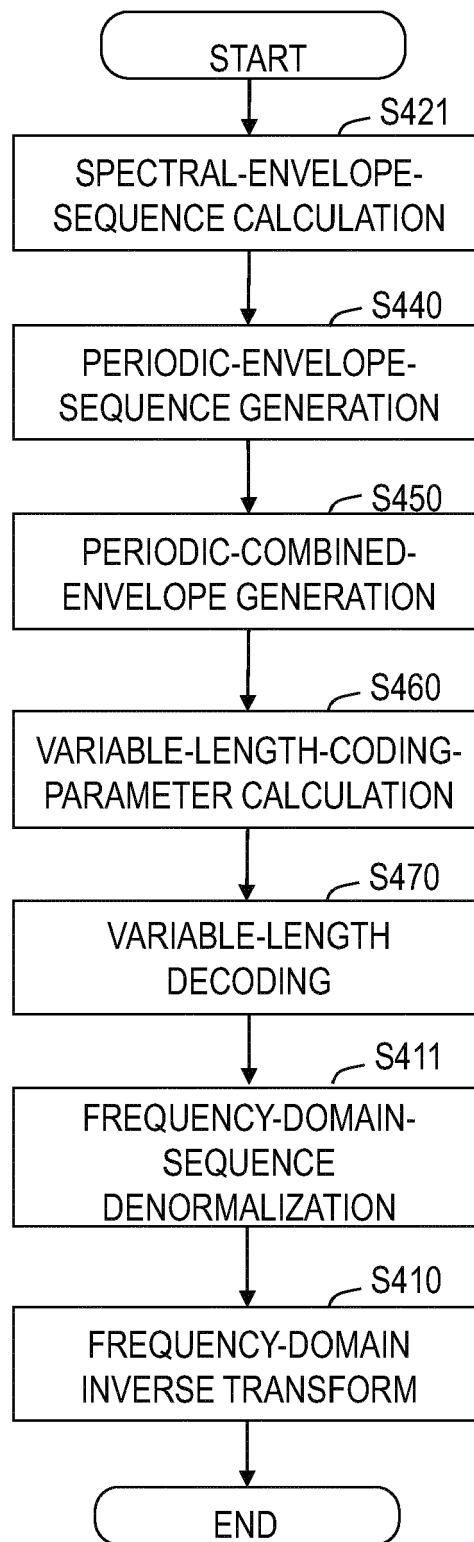 START
S421
SPECTRAL-ENVELOPE-
SEQUENCE CALCULATION
S440
PERIODIC-ENVELOPE-
SEQUENCE GENERATION
S450
PERIODIC-COMBINED-
ENVELOPE GENERATION
S460
VARIABLE-LENGTH-CODING-
PARAMETER CALCULATION
S470
VARIABLE-LENGTH
DECODING
S411
FREQUENCY-DOMAIN-
SEQUENCE
DENORMALIZATION
S410
FREQUENCY-DOMAIN
INVERSE TRANSFORM
END